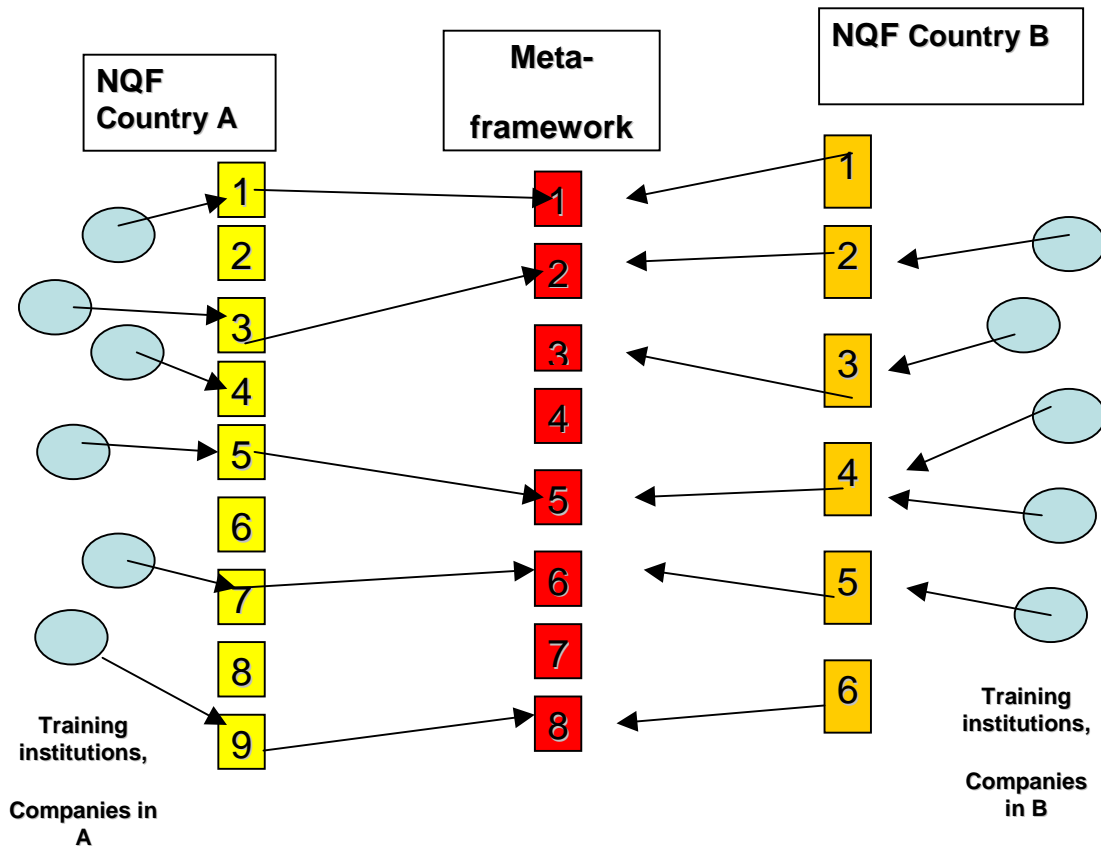 NQF
Country A
Meta-
framework
NQF Country B
1
2
3
4
5
6
7
8
9
1
2
3
4
5
6
7
8
1
2
3
4
5
6
Training
institutions,
Companies in
A
Training
institutions,
Companies
in B